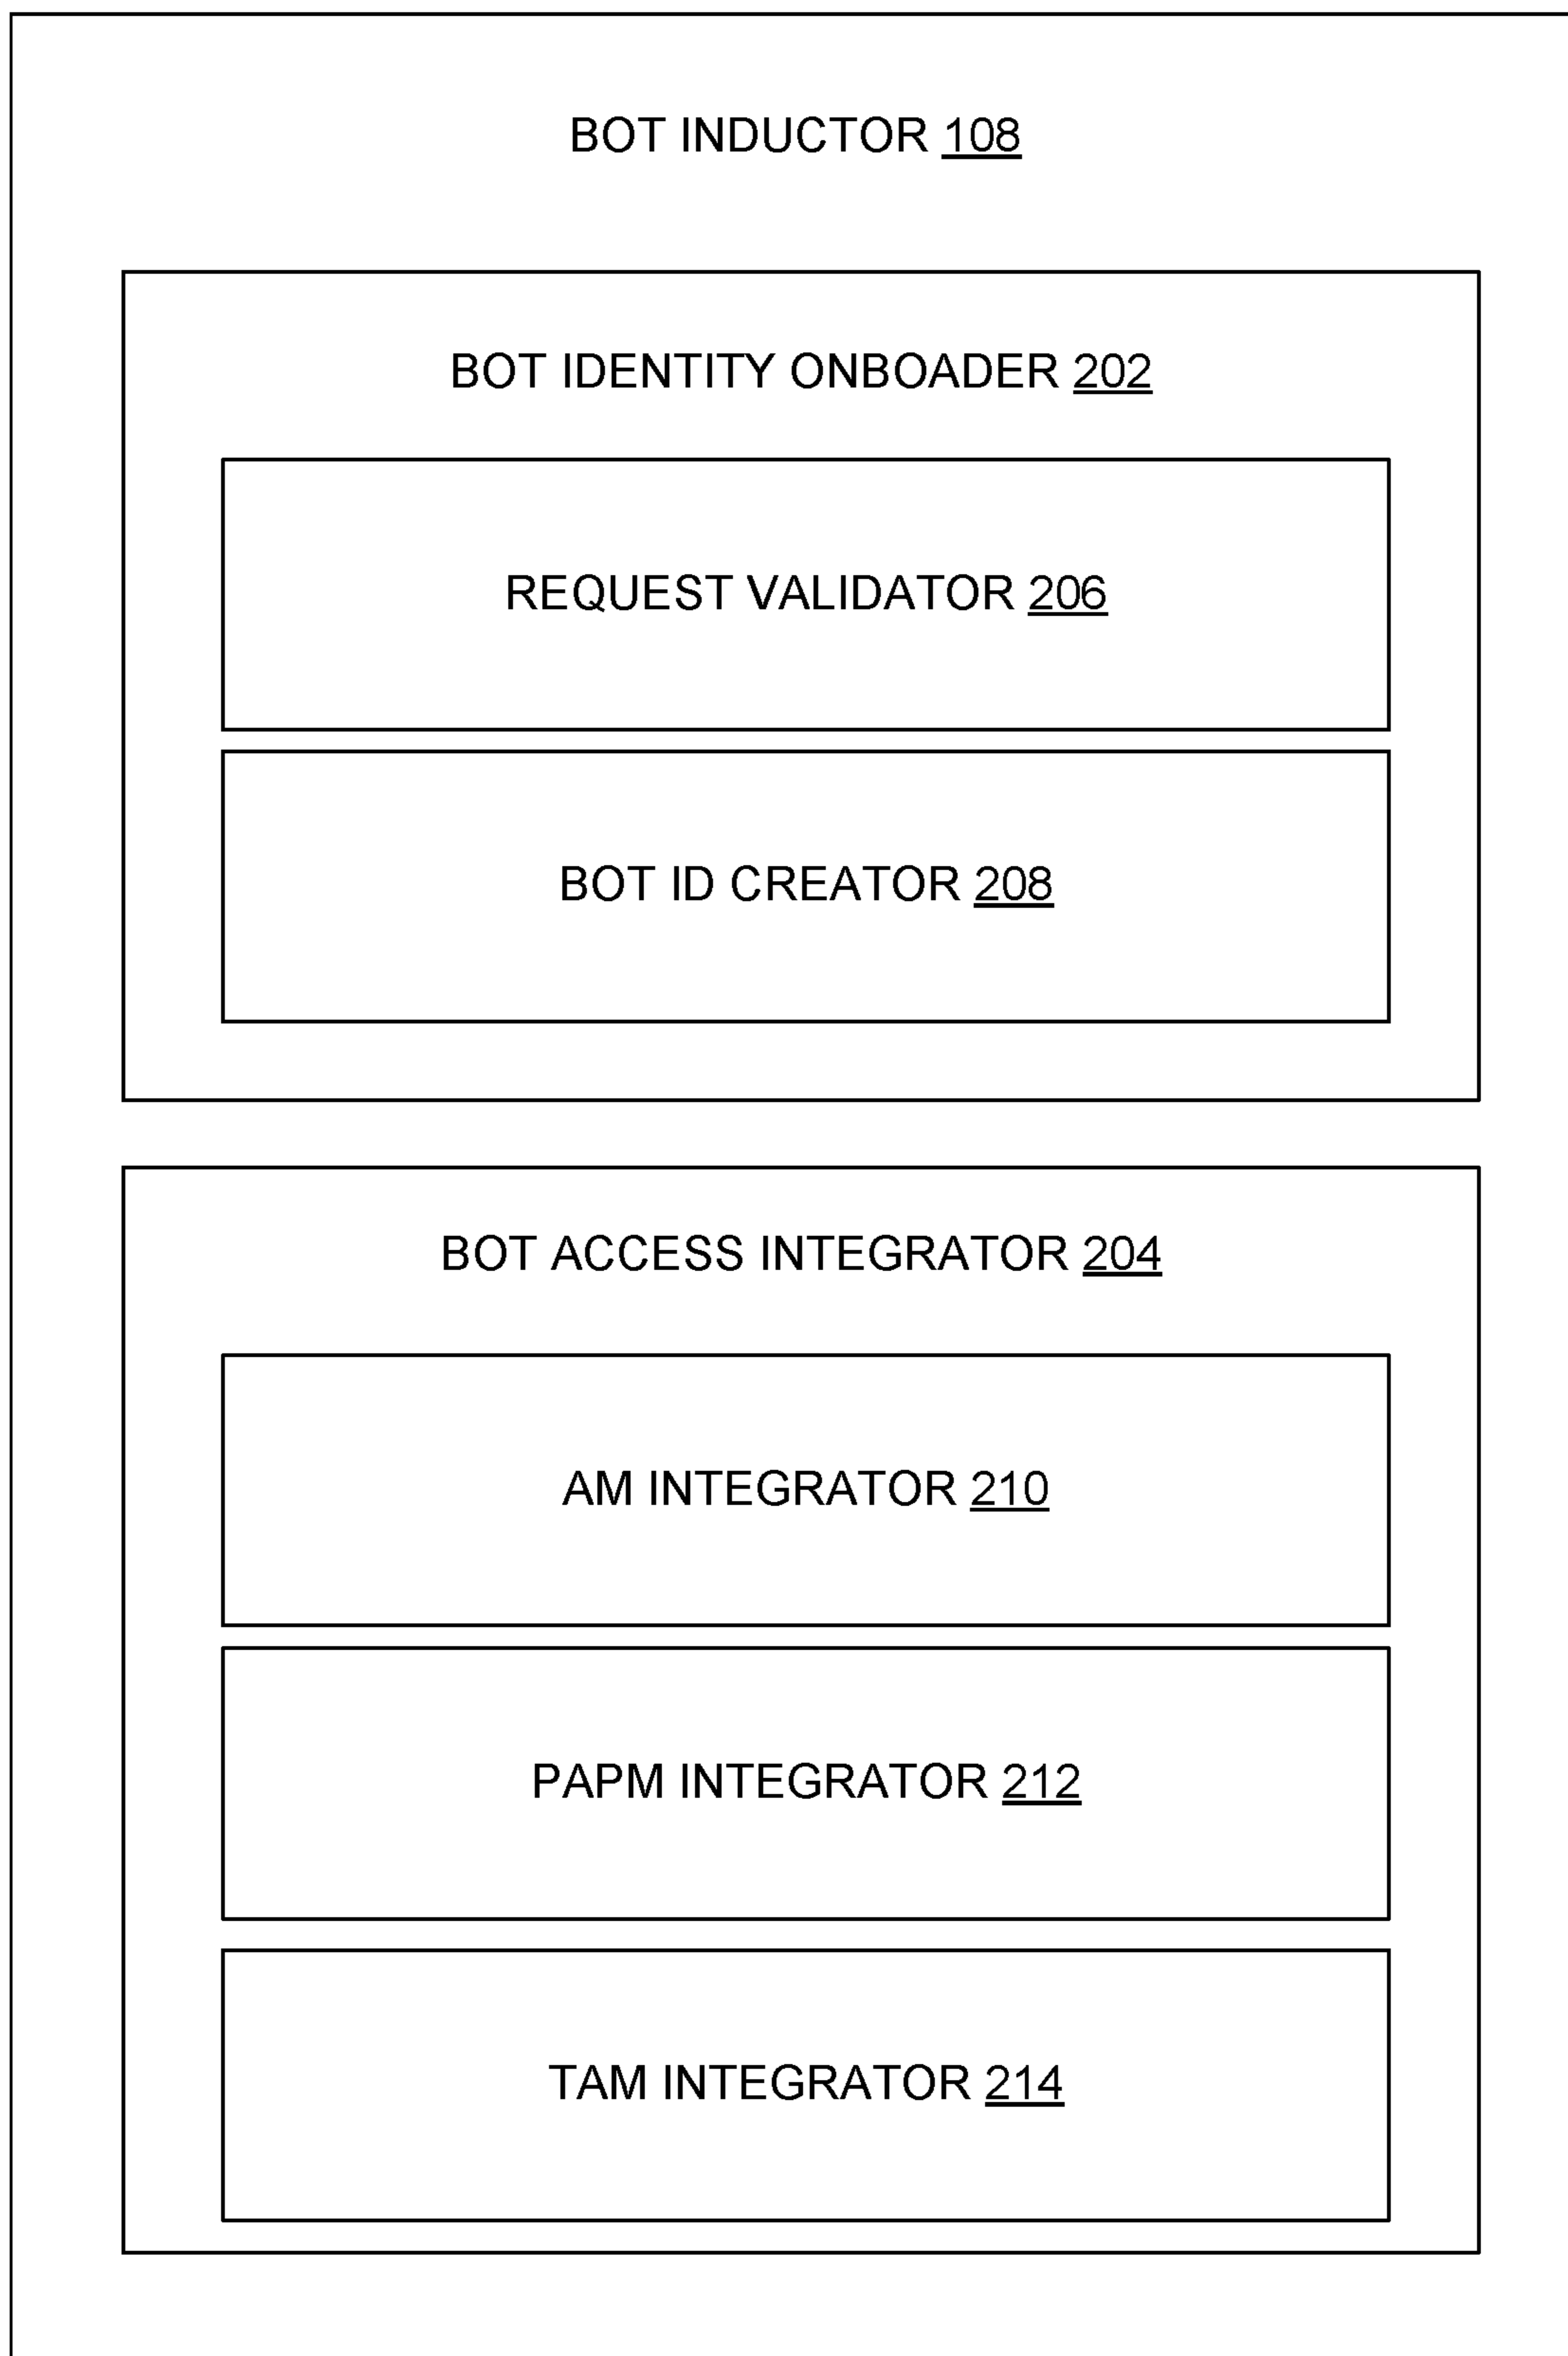 BOT INDUCTOR 108
BOT IDENTITY ONBOADER 202
REQUEST VALIDATOR 206
BOT ID CREATOR 208
BOT ACCESS INTEGRATOR 204
AM INTEGRATOR 210
PAPM INTEGRATOR 212
TAM INTEGRATOR 214